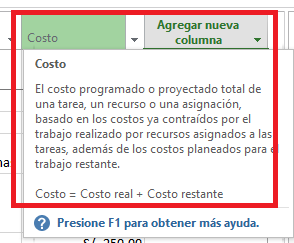 Costo
Agregar nueva
columna
Costo
El costo programado o proyectado total de
una tarea, un recurso o una asignación,
basado en los costos ya contraídos por el
trabajo realizado por recursos asignados a las
tareas, además de los costos planeados para el
trabajo restante.
Costo = Costo real + Costo restante
Presione F1 para obtener más ayuda.